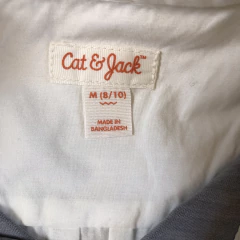 Cat & Jack™
M (8/10)
MADE IN
BANGLADESH